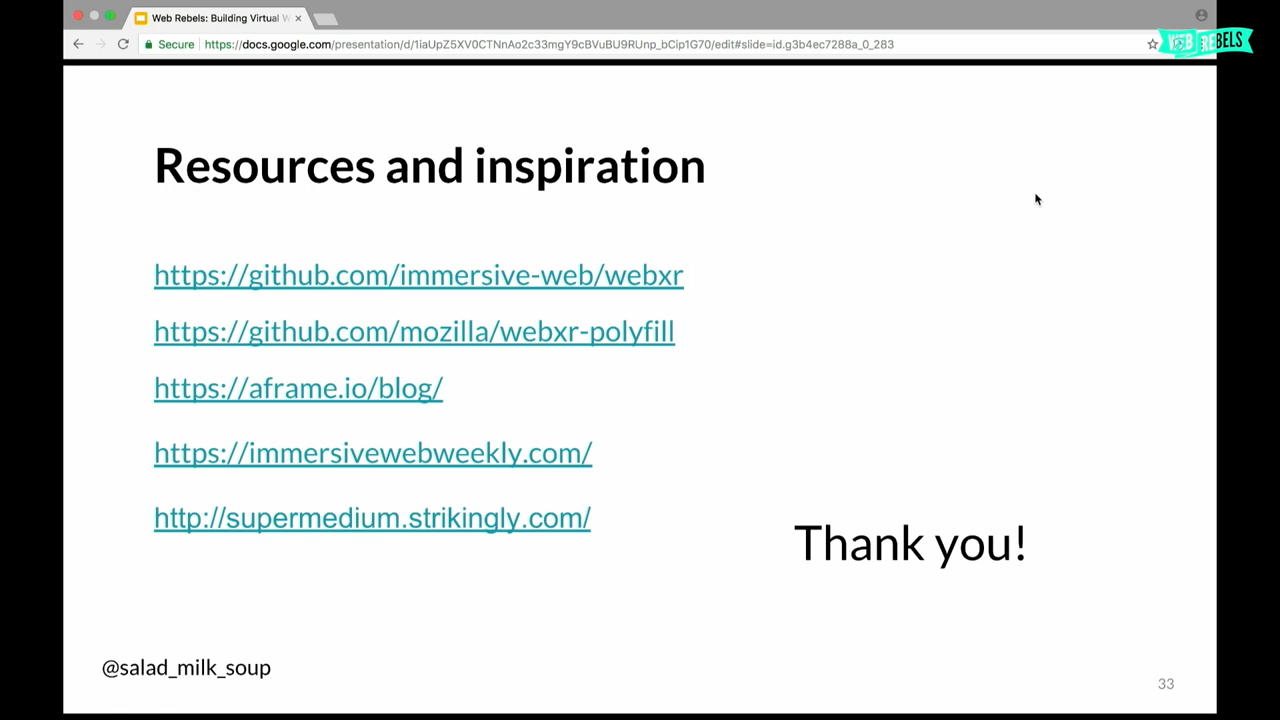 Web Rebels: Building Virtual W
Secure https://docs.google.com/presentation/d/1iaUpZ5XV0CTNnAo2c33mgY9cBVuBU9RUnp_bCip1G70/edit#slide=id.g3b4ec7288a_0_283
WEB REBELS
Resources and inspiration
https://github.com/immersive-web/webxr
https://github.com/mozilla/webxr-polyfill
https://aframe.io/blog/
https://immersivewebweekly.com/
http://supermedium.strikingly.com/
Thank you!
@salad_milk_soup
33